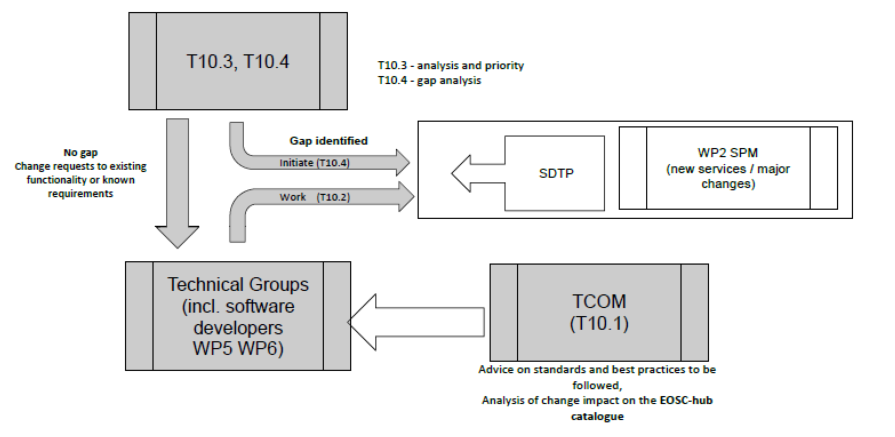 T10.3, T10.4
T10.3 - analysis and priority
T10.4 - gap analysis
No gap
Change requests to existing
functionality or known
requirements
Gap identified
Initiate (T10.4)
Work (T10.2)
SDTP
WP2 SPM
(new services / major
changes)
Technical Groups
(incl. software
developers
WP5 WP6)
TCOM
(T10.1)
Advice on standards and best practices to be
followed,
Analysis of change impact on the EOSC-hub
catalogue